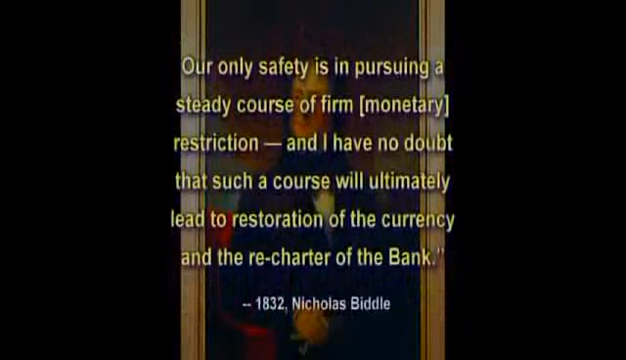 Our only safety is in pursuing a
steady course of firm [monetary]
restriction — and I have no doubt
that such a course will ultimately
lead to restoration of the currency
and the re-charter of the Bank."
-- 1832, Nicholas Biddle